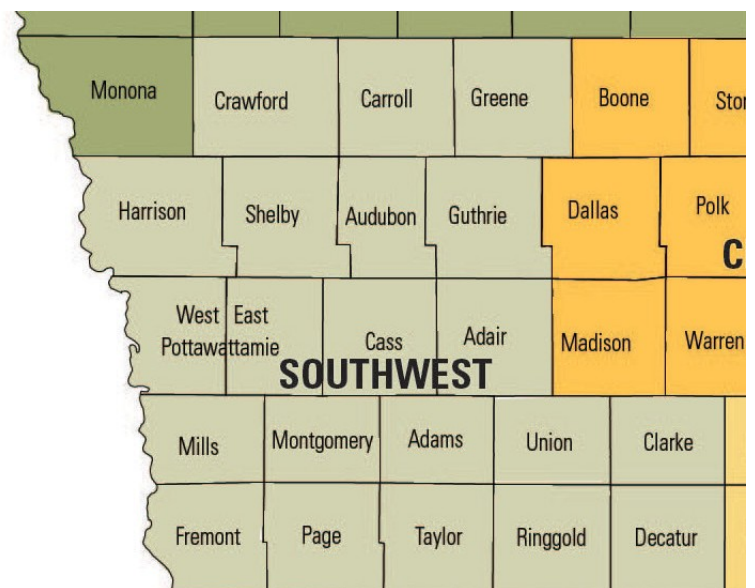 Monona
Crawford
Carroll
Greene
Boone
Stor
Harrison
Shelby
Audubon
Guthrie
Dallas
Polk
C
West East
Pottawattamie
Cass
Adair
Madison
Warren
SOUTHWEST
Mills
Montgomery
Adams
Union
Clarke
Fremont
Page
Taylor
Ringgold
Decatur